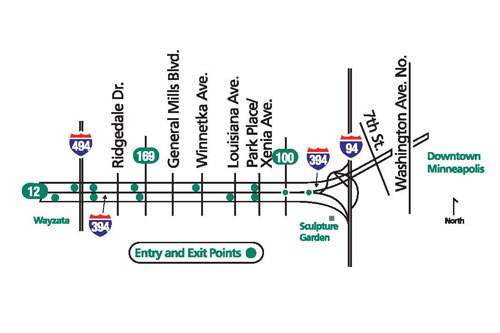 Ridgedale Dr.
General Mills Blvd.
Winnetka Ave.
Louisiana Ave.
Park Place/
Xenia Ave.
7th St.
Washington Ave. No.
494
169
100
394
94
Downtown
Minneapolis
12
Wayzata
394
Sculpture
Garden
North
Entry and Exit Points